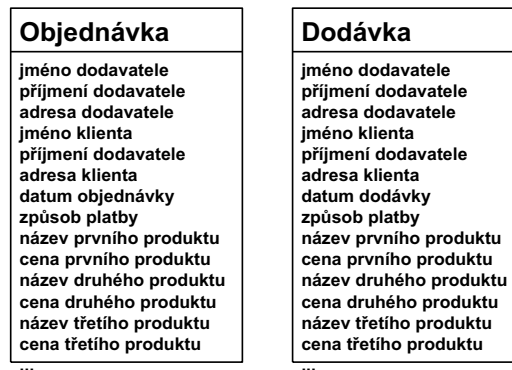 Objednávka
jméno dodavatele
příjmení dodavatele
adresa dodavatele
jméno klienta
příjmení dodavatele
adresa klienta
datum objednávky
způsob platby
název prvního produktu
cena prvního produktu
název druhého produktu
cena druhého produktu
název třetího produktu
cena třetího produktu
...
Dodávka
jméno dodavatele
příjmení dodavatele
adresa dodavatele
jméno klienta
příjmení dodavatele
adresa klienta
datum dodávky
způsob platby
název prvního produktu
cena prvního produktu
název druhého produktu
cena druhého produktu
název třetího produktu
cena třetího produktu
...